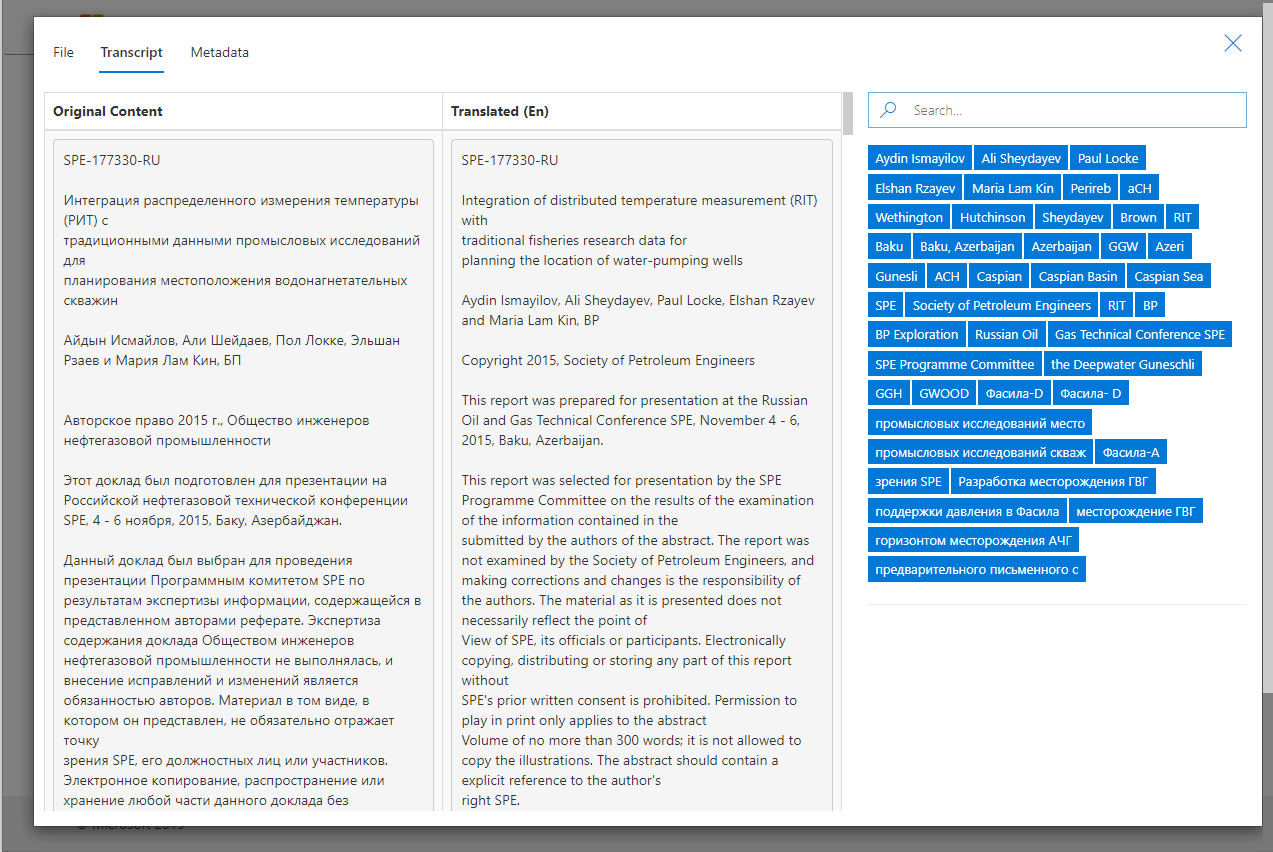 File Transcript Metadata
Original Content
SPE-177330-RU
Интеграция распределенного измерения температуры
(РИТ) с
традиционными данными промысловых исследований
для
планирования местоположения водонагнетательных
скважин
Айдын Исмайлов, Али Шейдаев, Пол Локке, Эльшан
Рзаев и Мария Лам Кин, БП
Авторское право 2015 г., Общество инженеров
нефтегазовой промышленности
Этот доклад был подготовлен для презентации на
Российской нефтегазовой технической конференции
SPE, 4 - 6 ноября, 2015, Баку, Азербайджан.
Данный доклад был выбран для проведения
презентации Программным комитетом SPE по
результатам экспертизы информации, содержащейся в
представленном авторами реферате. Экспертиза
содержания доклада Обществом инженеров
нефтегазовой промышленности не выполнялась, и
внесение исправлений и изменений является
обязанностью авторов. Материал в том виде, в
котором он представлен, не обязательно отражает
точку
зрения SPE, его должностных лиц или участников.
Электронное копирование, распространение или
хранение любой части данного доклада без
Translated (En)
SPE-177330-RU
Integration of distributed temperature measurement (RIT)
with
traditional fisheries research data for
planning the location of water-pumping wells
Aydin Ismayilov, Ali Sheydayev, Paul Locke, Elshan Rzayev
and Maria Lam Kin, BP
Copyright 2015, Society of Petroleum Engineers
This report was prepared for presentation at the Russian
Oil and Gas Technical Conference SPE, November 4 - 6,
2015, Baku, Azerbaijan.
This report was selected for presentation by the SPE
Programme Committee on the results of the examination
of the information contained in the
submitted by the authors of the abstract. The report was
not examined by the Society of Petroleum Engineers, and
making corrections and changes is the responsibility of
the authors. The material as it is presented does not
necessarily reflect the point of
View of SPE, its officials or participants. Electronically
copying, distributing or storing any part of this report
without
SPE's prior written consent is prohibited. Permission to
play in print only applies to the abstract
Volume of no more than 300 words; it is not allowed to
copy the illustrations. The abstract should contain a
explicit reference to the author's
right SPE.
Search...
Aydin Ismayilov Ali Sheydayev Paul Locke
Elshan Rzayev Maria Lam Kin Perireb aCH
Wethington Hutchinson Sheydayev Brown RIT
Baku Baku, Azerbaijan Azerbaijan GGW Azeri
Gunesli ACH Caspian Caspian Basin Caspian Sea
SPE Society of Petroleum Engineers RIT BP
BP Exploration Russian Oil Gas Technical Conference SPE
SPE Programme Committee the Deepwater Guneschli
GGH GWOOD Фасила-D Фасила- D
промысловых исследований место
промысловых исследований скваж Фасила-А
зрения SPE Разработка месторождения ГВГ
поддержки давления в Фасила месторождение ГВГ
горизонтом месторождения АЧГ
предварительного письменного с
© Microsoft 2019